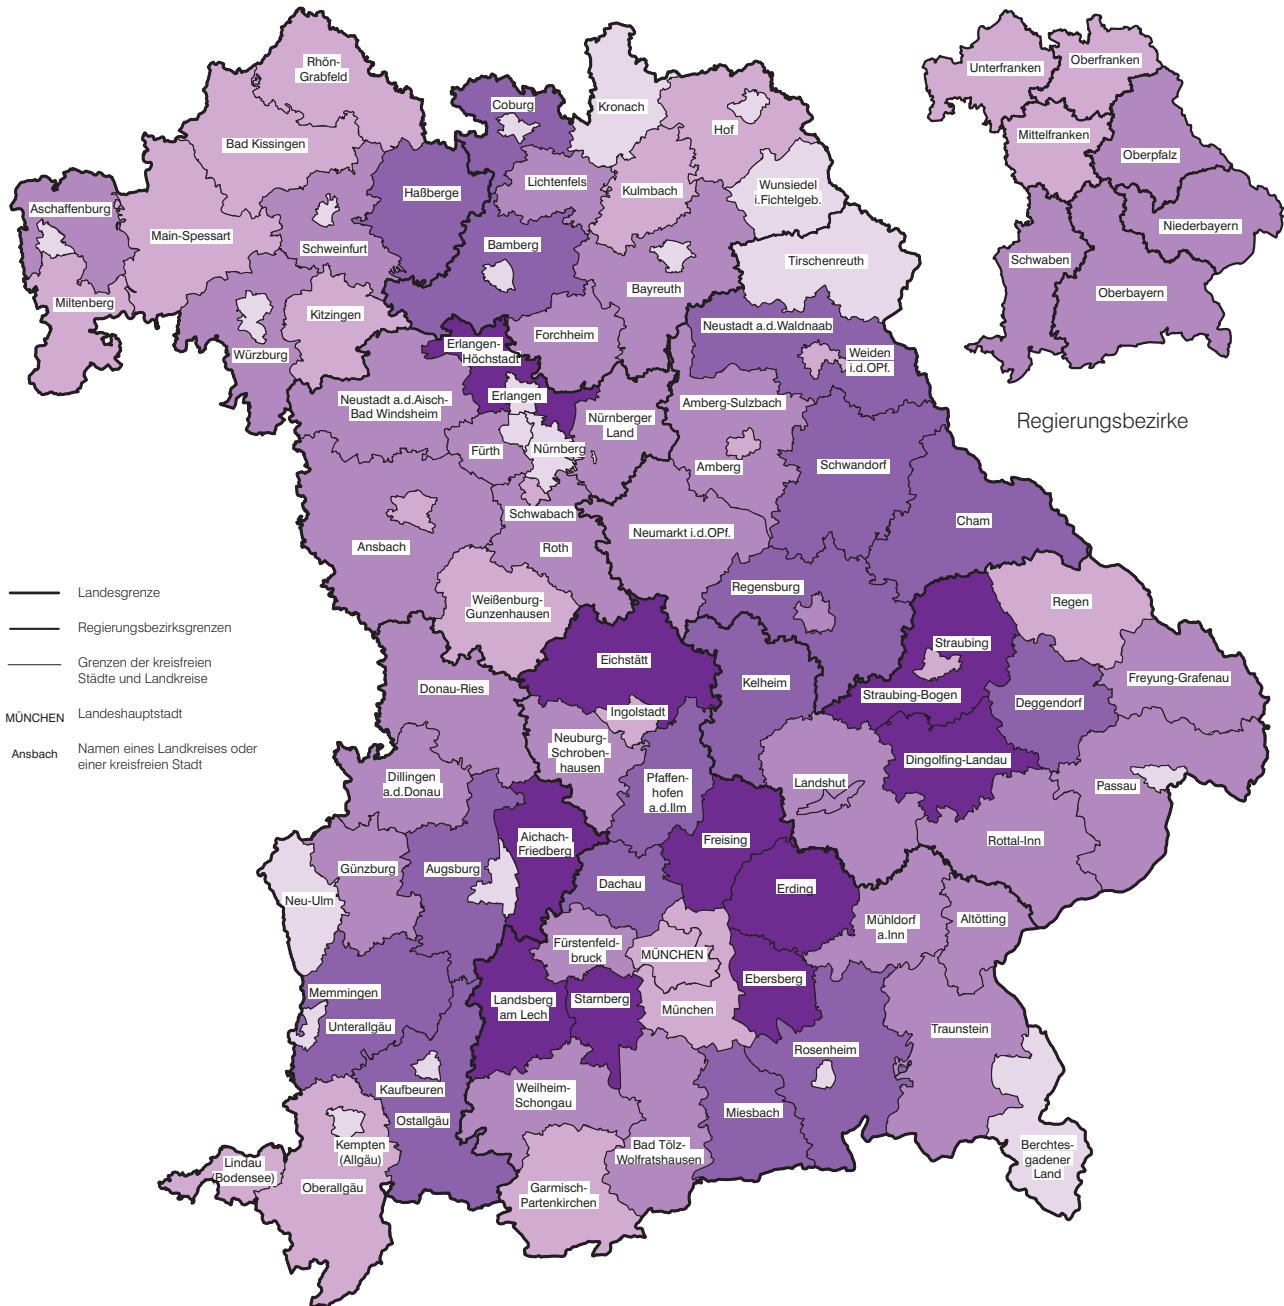 Rhön-
Grabfeld
Coburg
Kronach
Hof
Bad Kissingen
Lichtenfels
Kulmbach
Wunsiedel
i.Fichtelgeb.
Haßberge
Aschaffenburg
Main-Spessart
Schweinfurt
Bamberg
Tirschenreuth
Bayreuth
Miltenberg
Kitzingen
Neustadt a.d.Waldnaab
Forchheim
Würzburg
Erlangen-
Höchstadt
Weiden
i.d.OPf.
Erlangen
Neustadt a.d.Aisch-
Bad Windsheim
Nürnberger
Land
Amberg-Sulzbach
Fürth
Nürnberg
Amberg
Schwandorf
Schwabach
Cham
Ansbach
Roth
Neumarkt i.d.OPf.
Regensburg
Weißenburg-
Gunzenhausen
Regen
Straubing
Eichstätt
Freyung-Grafenau
Kelheim
Donau-Ries
Straubing-Bogen
Deggendorf
Ingolstadt
Neuburg-
Schroben-
hausen
Dingolfing-Landau
Dillingen
a.d.Donau
Pfaffen-
hofen
a.d.Ilm
Landshut
Passau
Aichach-
Friedberg
Freising
Rottal-Inn
Günzburg
Augsburg
Dachau
Erding
Neu-Ulm
Mühldorf
a.Inn
Altötting
Fürstenfeld-
bruck
MÜNCHEN
Ebersberg
Memmingen
Landsberg
am Lech
Starnberg
München
Unterallgäu
Traunstein
Rosenheim
Kaufbeuren
Weilheim-
Schongau
Miesbach
Ostallgäu
Kempten
(Allgäu)
Bad Tölz-
Wolfratshausen
Berchtes-
gadener
Land
Lindau
(Bodensee)
Oberallgäu
Garmisch-
Partenkirchen
Unterfranken
Oberfranken
Mittelfranken
Oberpfalz
Niederbayern
Schwaben
Oberbayern
Regierungsbezirke
Landesgrenze
Regierungsbezirksgrenzen
Grenzen der kreisfreien
Städte und Landkreise
MÜNCHEN Landeshauptstadt
Ansbach Namen eines Landkreises oder
einer kreisfreien Stadt